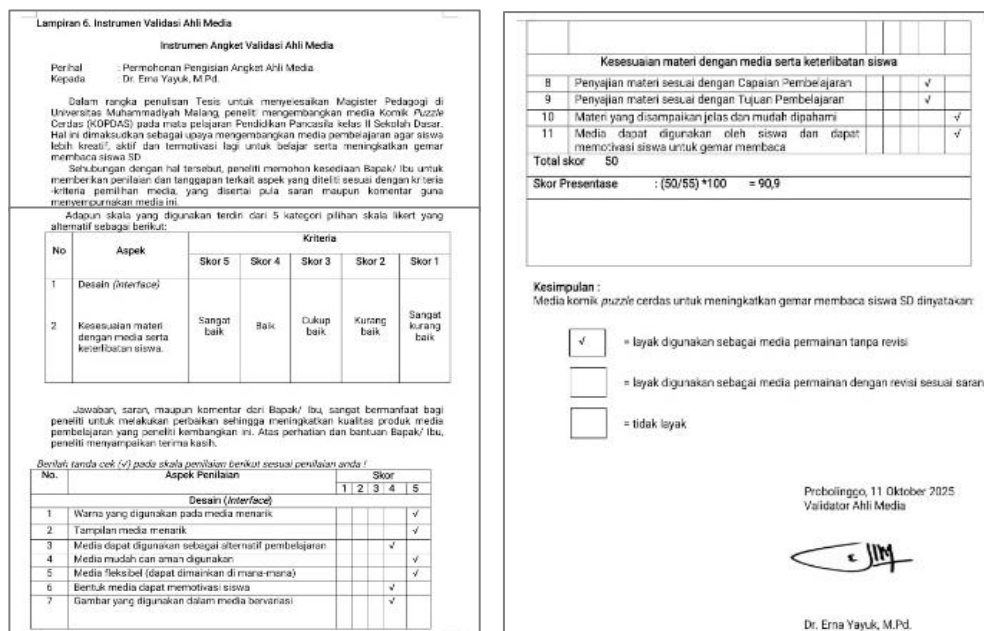 Lampiran 6. Instrumen Validasi Ahli Media
Instrumen Angket Validasi Ahli Media
Perihal : Permohonan Pengisian Angket Ahli Media
Kepada : Dr. Erna Yayuk, M.Pd.
Dalam rangka penulisan Tesis untuk menyelesaikan Magister Pedagogi di
Universitas Muhammadiyah Malang, peneliti mengembangkan media Komik Puzzle
Cerdas (KOPDAS) pada mata pelajaran Pendidikan Pancasila kelas II Sekolah Dasar.
Hal ini dimaksudkan sebagai upaya mengembangkan media pembelajaran agar siswa
lebih kreatif, aktif dan termotivasi lagi untuk belajar serta meningkatkan gemar
membaca siswa SD
Sehubungan dengan hal tersebut, peneliti memohon kesediaan Bapak/ Ibu untuk
memberikan penilaian dan tanggapan terkait aspek yang diteliti sesuai dengan kriteria
-kriteria pemilihan media, yang disertai pula saran maupun komentar guna
menyempurnakan media ini.
Adapun skala yang digunakan terdiri dari 5 kategori pilihan skala likert yang
alternatif sebagai berikut:
No Aspek Kriteria
Skor 5 Skor 4 Skor 3 Skor 2 Skor 1
1 Desain (interface)
2 Kesesuaian materi dengan media serta keterlibatan siswa.
Sangat baik Baik Cukup baik Kurang baik Sangat kurang baik
Jawaban, saran, maupun komentar dari Bapak/ Ibu, sangat bermanfaat bagi
peneliti untuk melakukan perbaikan sehingga meningkatkan kualitas produk media
pembelajaran yang peneliti kembangkan ini. Atas perhatian dan bantuan Bapak/ Ibu,
peneliti menyampaikan terima kasih.
Berilah tanda cek (√) pada skala penilaian berikut sesuai penilaian anda !
No. Aspek Penilaian Skor
1 2 3 4 5
Desain (Interface)
1 Warna yang digunakan pada media menarik √
2 Tampilan media menarik √
3 Media dapat digunakan sebagai alternatif pembelajaran √
4 Media mudah dan aman digunakan √
5 Media fleksibel (dapat dimainkan di mana-mana) √
6 Bentuk media dapat memotivasi siswa √
7 Gambar yang digunakan dalam media bervariasi √
Kesesuaian materi dengan media serta keterlibatan siswa
8 Penyajian materi sesuai dengan Capaian Pembelajaran √
9 Penyajian materi sesuai dengan Tujuan Pembelajaran √
10 Materi yang disampaikan jelas dan mudah dipahami √
11 Media dapat digunakan oleh siswa dan dapat √
memotivasi siswa untuk gemar membaca
Total skor 50
Skor Presentase : (50/55) *100 = 90,9
Kesimpulan :
Media komik puzzle cerdas untuk meningkatkan gemar membaca siswa SD dinyatakan:
√ = layak digunakan sebagai media permainan tanpa revisi
= layak digunakan sebagai media permainan dengan revisi sesuai saran
= tidak layak
Probolinggo, 11 Oktober 2025
Validator Ahli Media
Dr. Erna Yayuk, M.Pd.